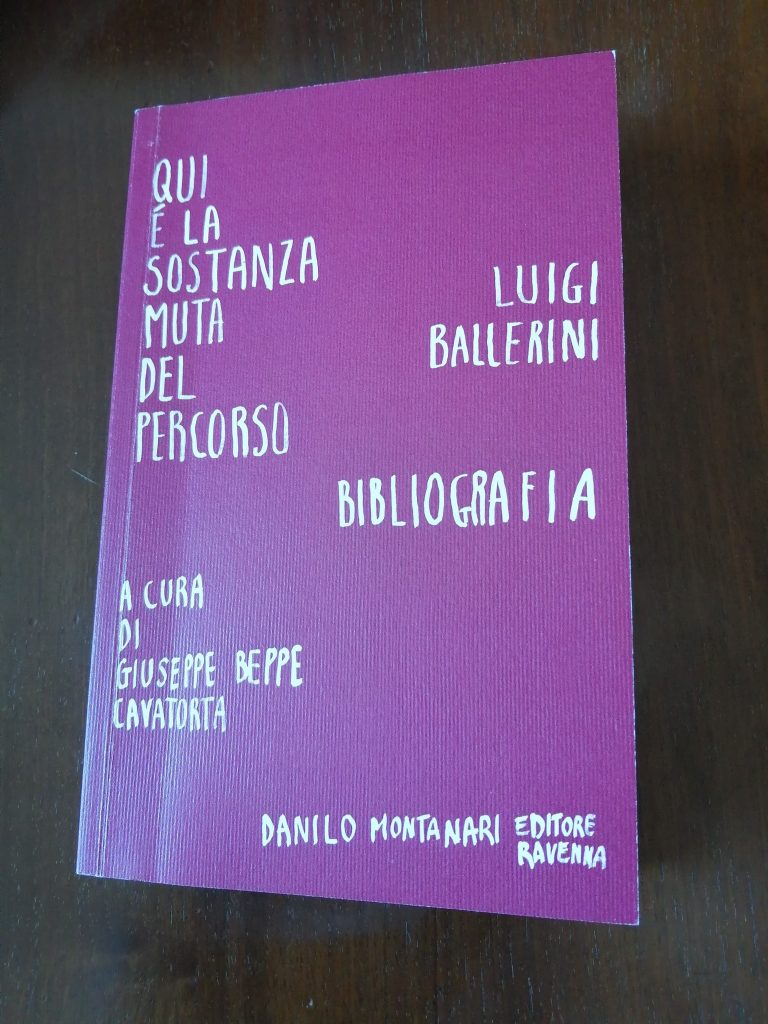 QUI
É LA
SOSTANZA
MUTA
DEL
PERCORSO
LUIGI
BALLERINI
BIBLIOGRAFIA
A CURA
DI
GIUSEPPE BEPPE
CAVATORTA
DANILO MONTANARI EDITORE
RAVENNA